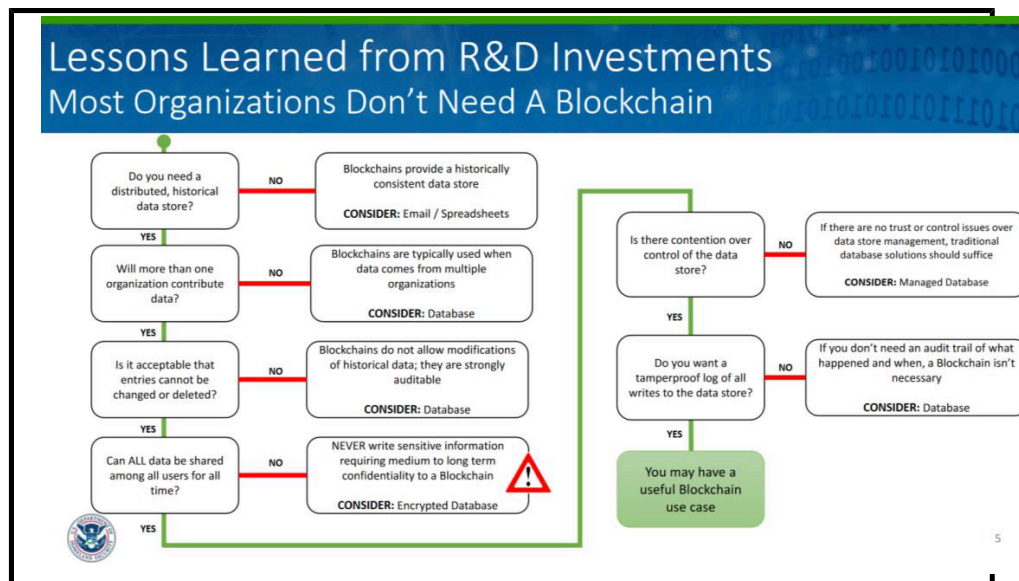 Lessons Learned from R&D Investments
Most Organizations Don't Need A Blockchain
Do you need a
distributed, historical
data store?
NO
Blockchains provide a historically
consistent data store
CONSIDER: Email / Spreadsheets
YES
Will more than one
organization contribute
data?
NO
Blockchains are typically used when
data comes from multiple
organizations
CONSIDER: Database
YES
Is it acceptable that
entries cannot be
changed or deleted?
NO
Blockchains do not allow modifications
of historical data; they are strongly
auditable
CONSIDER: Database
YES
Can ALL data be shared
among all users for all
time?
NO
NEVER write sensitive information
requiring medium to long term
confidentiality to a Blockchain
CONSIDER: Encrypted Database
!
YES
Is there contention over
control of the data
store?
NO
If there are no trust or control issues over
data store management, traditional
database solutions should suffice
CONSIDER: Managed Database
YES
Do you want a
tamperproof log of all
writes to the data store?
NO
If you don't need an audit trail of what
happened and when, a Blockchain isn't
necessary
CONSIDER: Database
YES
You may have a
useful Blockchain
use case
5